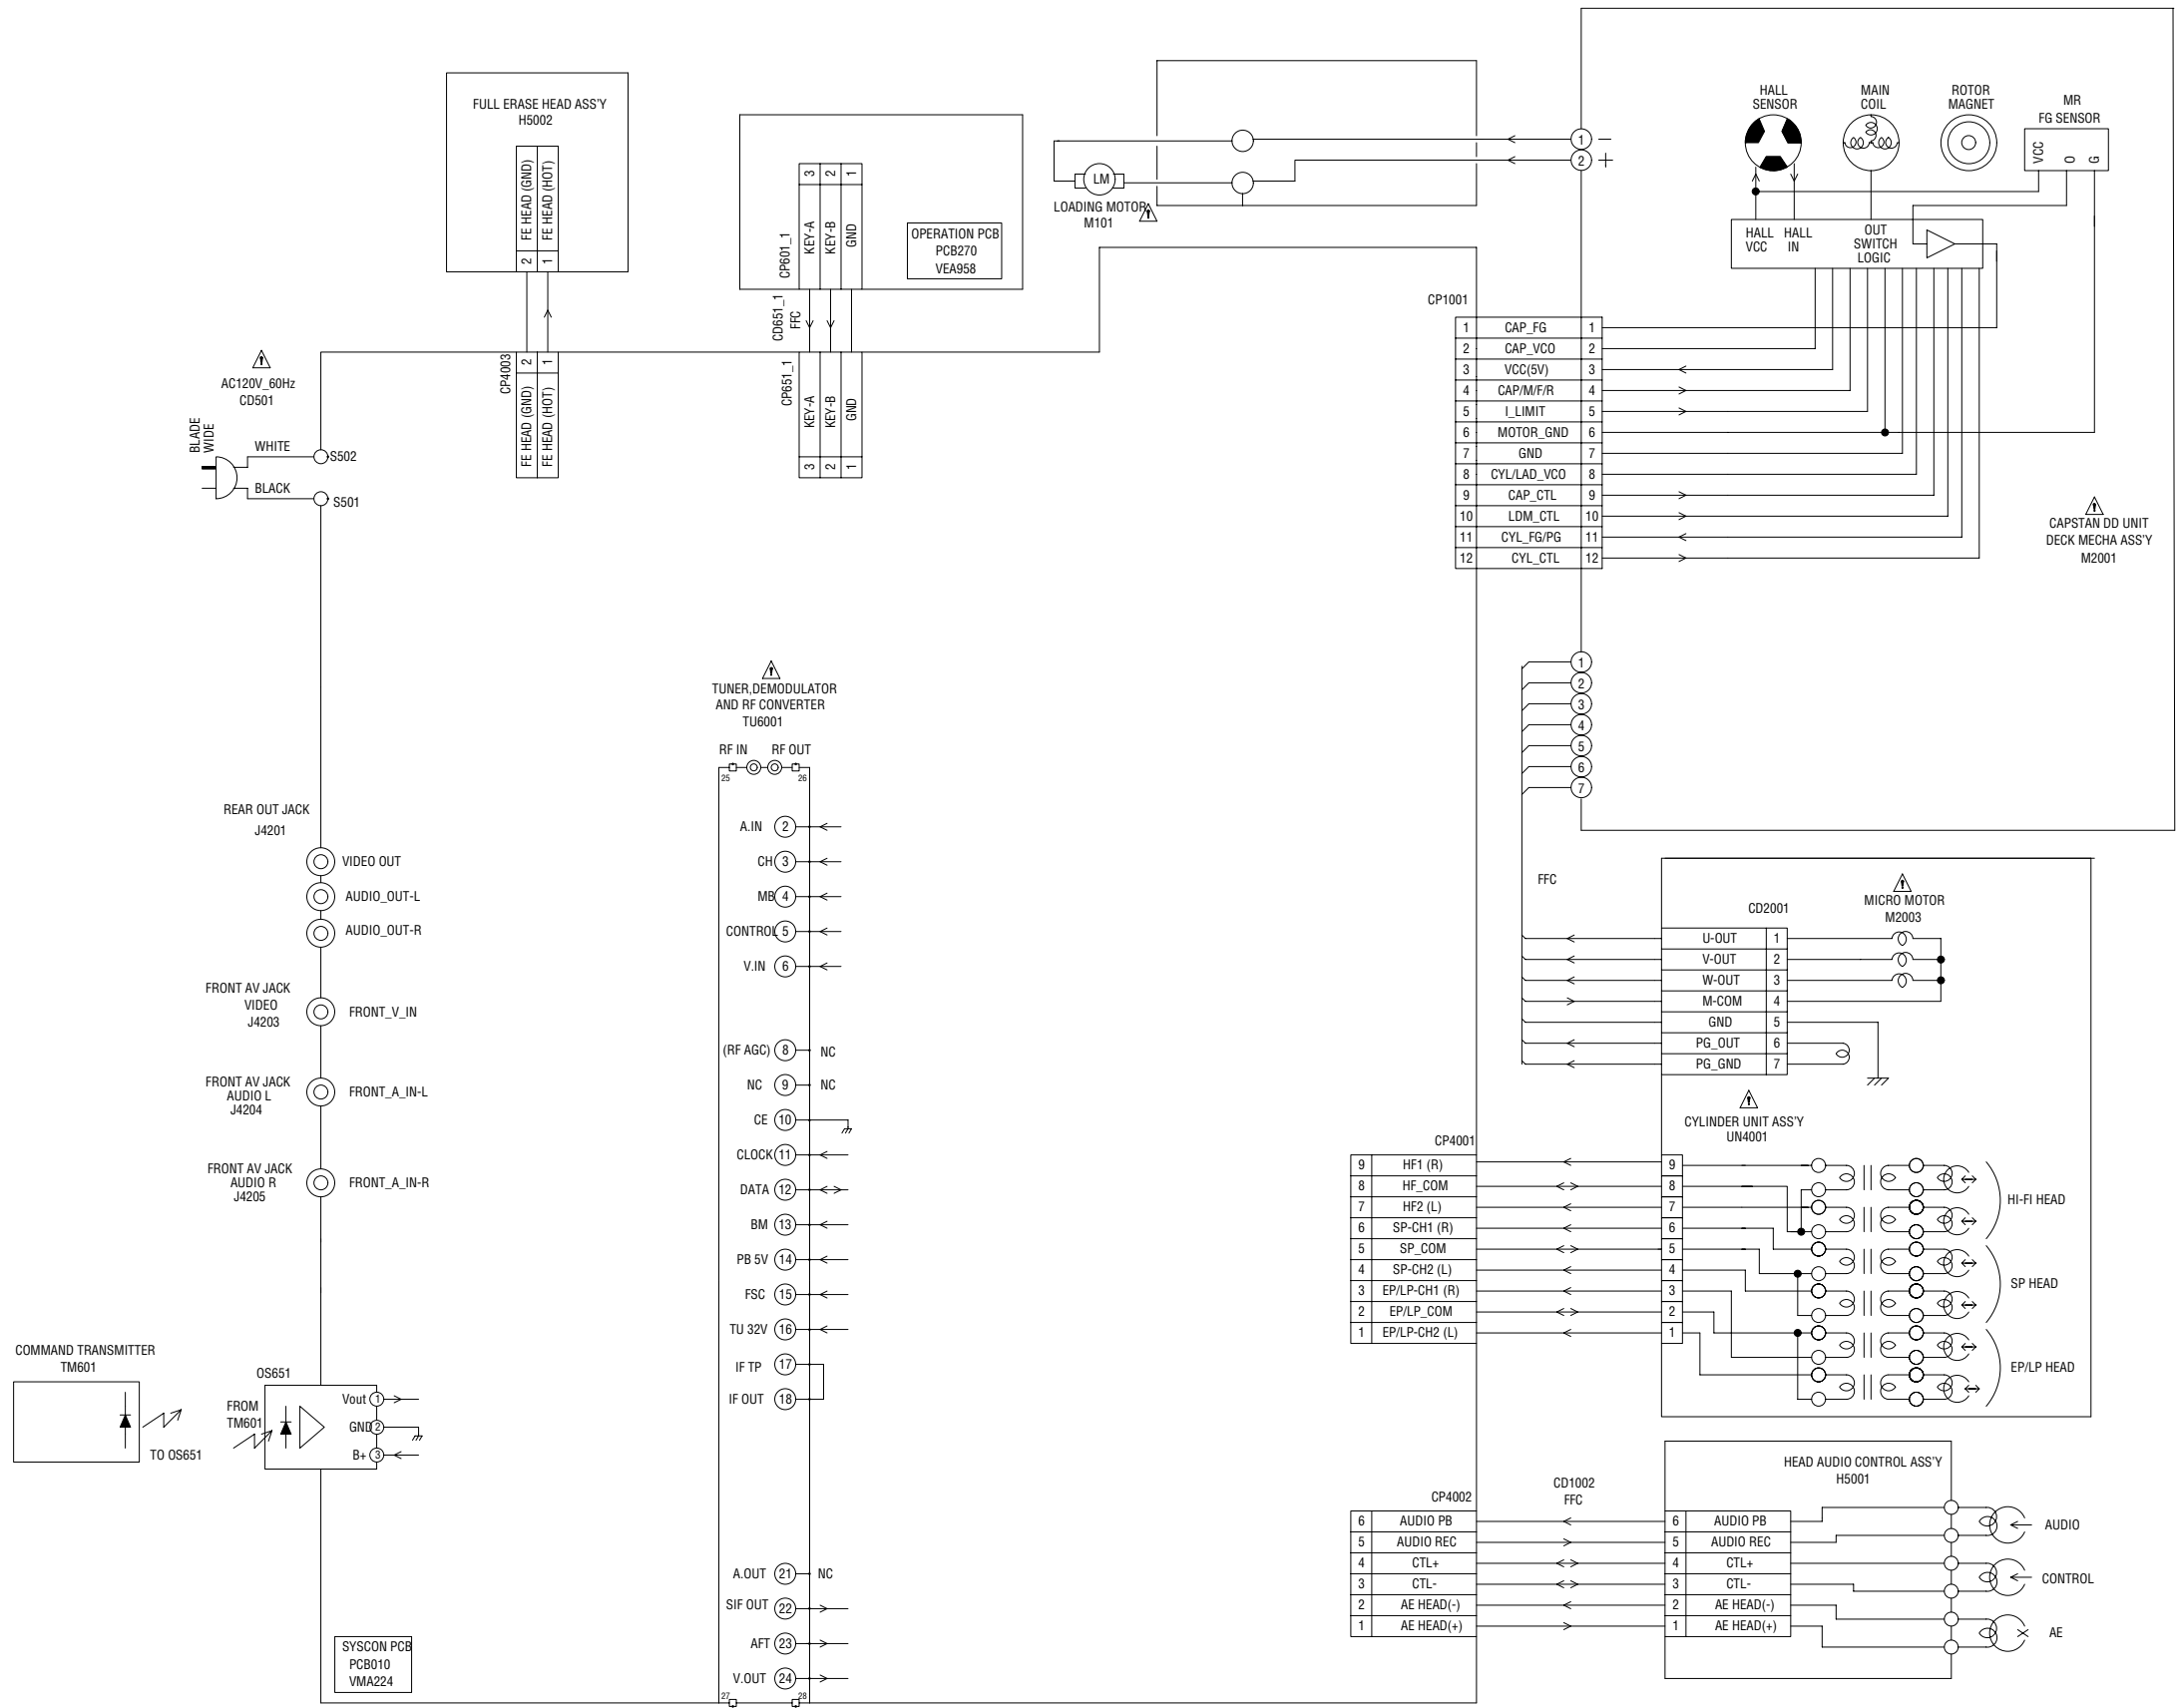 FULL ERASE HEAD ASS'Y
H5002
2 FE HEAD (GND)
1 FE HEAD (HOT)
CP4003
2 FE HEAD (GND)
1 FE HEAD (HOT)
3 KEY-A
2 KEY-B
1 GND
CP601_1
OPERATION PCB
PCB270
VEA958
CD651_1
FFC
CP651_1
KEY-A 3
KEY-B 2
GND 1
AC120V_60Hz
CD501
BLADE
WIDE
WHITE
S502
BLACK
S501
LM
LOADING MOTOR
M101
1 −
2 +
HALL
SENSOR
MAIN
COIL
ROTOR
MAGNET
MR
FG SENSOR
VCC
O
G
HALL
VCC
HALL
IN
OUT
SWITCH
LOGIC
CP1001
1 CAP_FG 1
2 CAP_VCO 2
3 VCC(5V) 3
4 CAP/M/F/R 4
5 I_LIMIT 5
6 MOTOR_GND 6
7 GND 7
8 CYL/LAD_VCO 8
9 CAP_CTL 9
10 LDM_CTL 10
11 CYL_FG/PG 11
12 CYL_CTL 12
CAPSTAN DD UNIT
DECK MECHA ASS'Y
M2001
1
2
3
4
5
6
7
FFC
TUNER,DEMODULATOR
AND RF CONVERTER
TU6001
RF IN RF OUT
25 26
A.IN 2
CH 3
MB 4
CONTROL 5
V.IN 6
(RF AGC) 8 NC
NC 9 NC
CE 10
CLOCK 11
DATA 12
BM 13
PB 5V 14
FSC 15
TU 32V 16
IF TP 17
IF OUT 18
A.OUT 21 NC
SIF OUT 22
AFT 23
V.OUT 24
27 28
REAR OUT JACK
J4201
VIDEO OUT
AUDIO_OUT-L
AUDIO_OUT-R
FRONT AV JACK
VIDEO
J4203
FRONT_V_IN
FRONT AV JACK
AUDIO L
J4204
FRONT_A_IN-L
FRONT AV JACK
AUDIO R
J4205
FRONT_A_IN-R
COMMAND TRANSMITTER
TM601
TO OS651
OS651
FROM
TM601
Vout 1
GND 2
B+ 3
SYSCON PCB
PCB010
VMA224
MICRO MOTOR
M2003
CD2001
U-OUT 1
V-OUT 2
W-OUT 3
M-COM 4
GND 5
PG_OUT 6
PG_GND 7
CYLINDER UNIT ASS'Y
UN4001
CP4001
9 HF1 (R) 9
8 HF_COM 8
7 HF2 (L) 7
6 SP-CH1 (R) 6
5 SP_COM 5
4 SP-CH2 (L) 4
3 EP/LP-CH1 (R) 3
2 EP/LP_COM 2
1 EP/LP-CH2 (L) 1
HI-FI HEAD
SP HEAD
EP/LP HEAD
HEAD AUDIO CONTROL ASS'Y
H5001
CP4002
CD1002
FFC
6 AUDIO PB 6 AUDIO PB
5 AUDIO REC 5 AUDIO REC
4 CTL+ 4 CTL+
3 CTL- 3 CTL-
2 AE HEAD(-) 2 AE HEAD(-)
1 AE HEAD(+) 1 AE HEAD(+)
AUDIO
CONTROL
AE